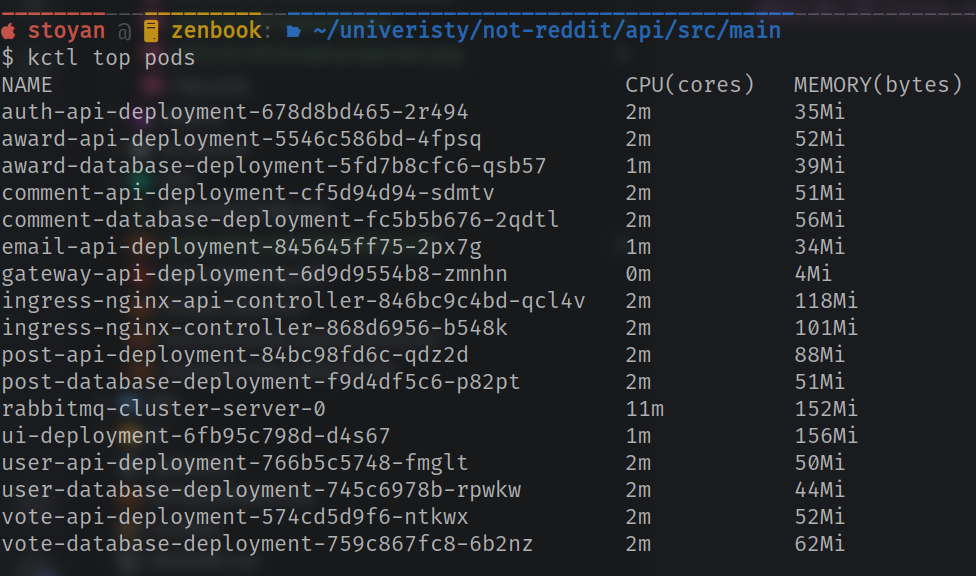 stoyan @ zenbook: ~/univeristy/not-reddit/api/src/main
$ kctl top pods
NAME CPU(cores) MEMORY(bytes)
auth-api-deployment-678d8bd465-2r494 2m 35Mi
award-api-deployment-5546c586bd-4fpsq 2m 52Mi
award-database-deployment-5fd7b8cfc6-qsb57 1m 39Mi
comment-api-deployment-cf5d94d94-sdmtv 2m 51Mi
comment-database-deployment-fc5b5b676-2qdtl 2m 56Mi
email-api-deployment-845645ff75-2px7g 1m 34Mi
gateway-api-deployment-6d9d9554b8-zmnhn 0m 4Mi
ingress-nginx-api-controller-846bc9c4bd-qcl4v 2m 118Mi
ingress-nginx-controller-868d6956-b548k 2m 101Mi
post-api-deployment-84bc98fd6c-qdz2d 2m 88Mi
post-database-deployment-f9d4df5c6-p82pt 2m 51Mi
rabbitmq-cluster-server-0 11m 152Mi
ui-deployment-6fb95c798d-d4s67 1m 156Mi
user-api-deployment-766b5c5748-fmglt 2m 50Mi
user-database-deployment-745c6978b-rpwkw 2m 44Mi
vote-api-deployment-574cd5d9f6-ntkwx 2m 52Mi
vote-database-deployment-759c867fc8-6b2nz 2m 62Mi